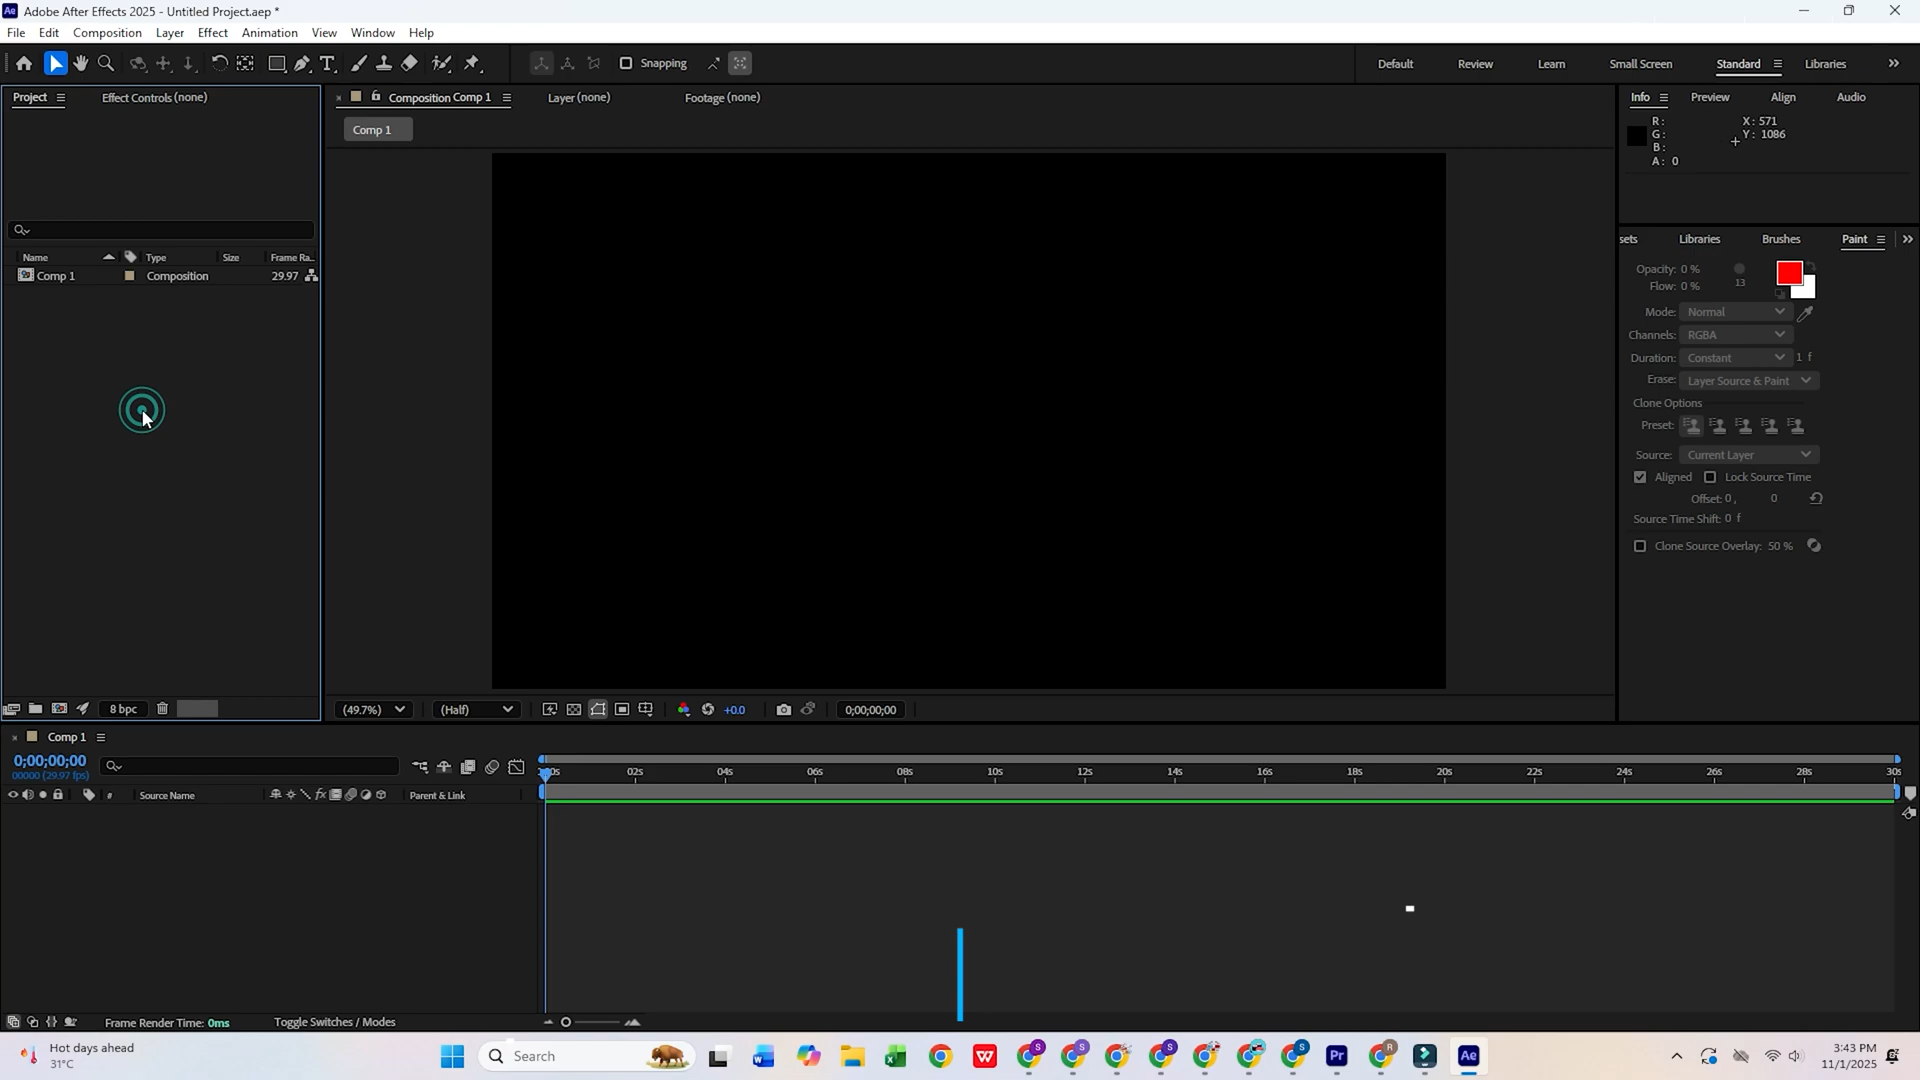 Adobe After Effects 2025 - Untitled Project.aep *
File Edit Composition Layer Effect Animation View Window Help
Snapping Default Review Learn Small Screen Standard Libraries
Project Effect Controls (none) Composition Comp 1 Layer (none) Footage (none) Info Preview Align Audio
Comp 1
R: X: 571
G: Y: 1086
B:
A: 0
Name Type Size Frame Ra...
Comp 1 Composition 29.97
sets Libraries Brushes Paint
Opacity: 0 %
Flow: 0 % 13
Mode: Normal
Channels: RGBA
Duration: Constant 1 f
Erase: Layer Source & Paint
Clone Options
Preset:
Source: Current Layer
Aligned Lock Source Time
Offset: 0 , 0
Source Time Shift: 0 f
Clone Source Overlay: 50 %
8 bpc (49.7%) (Half) +0.0 0;00;00;00
Comp 1
0;00;00;00
00000 (29.97 fps)
02s 04s 06s 08s 10s 12s 14s 16s 18s 20s 22s 24s 26s 28s 30s
# Source Name Parent & Link
Frame Render Time: 0ms Toggle Switches / Modes
Hot days ahead
31°C
Search
3:43 PM
11/1/2025